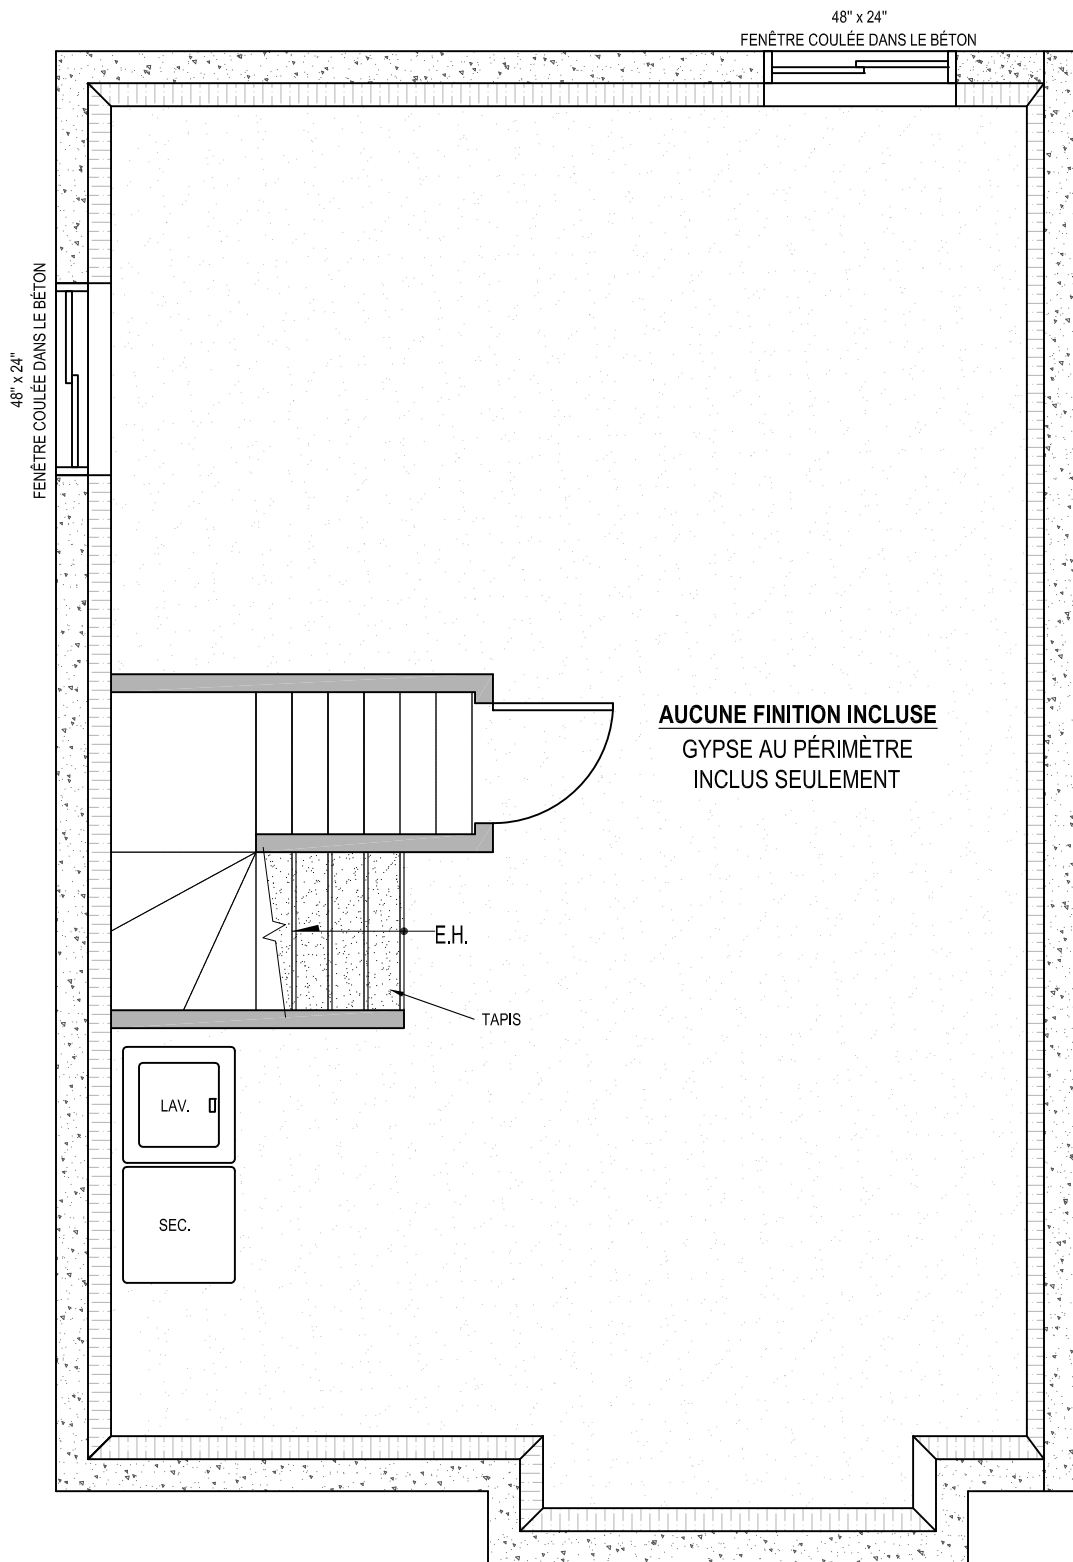 48" x 24"
FENÊTRE COULÉE DANS LE BÉTON
48" x 24"
FENÊTRE COULÉE DANS LE BÉTON
AUCUNE FINITION INCLUSE
GYPSE AU PÉRIMÈTRE
INCLUS SEULEMENT
E.H.
TAPIS
LAV.
SEC.